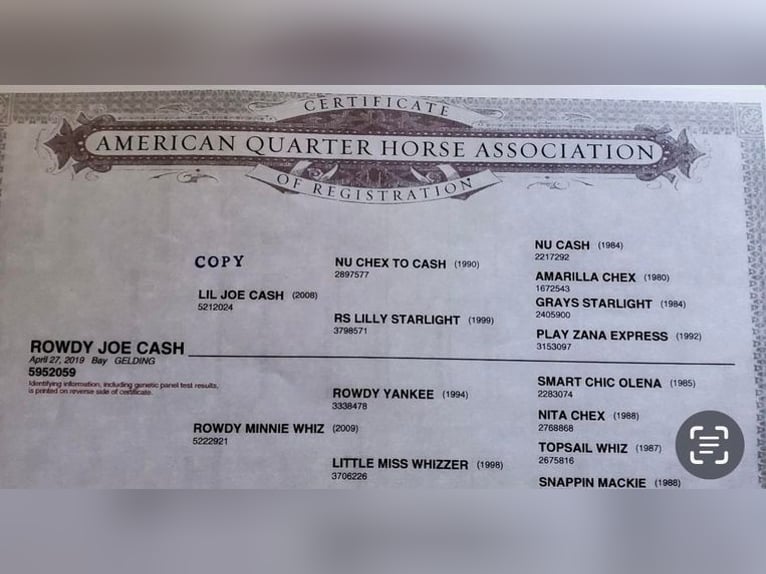 CERTIFICATE
AMERICAN QUARTER HORSE ASSOCIATION
OF REGISTRATION
COPY
LIL JOE CASH (2008)
5212024
NU CHEX TO CASH (1990)
2897577
NU CASH (1984)
2217292
AMARILLA CHEX (1980)
1672543
RS LILLY STARLIGHT (1999)
3798571
GRAYS STARLIGHT (1984)
2405900
PLAY ZANA EXPRESS (1992)
3153097
ROWDY JOE CASH
April 27, 2019 Bay GELDING
5952059
Identifying information, including genetic panel test results,
is printed on reverse side of certificate.
ROWDY MINNIE WHIZ (2009)
5222921
ROWDY YANKEE (1994)
3338478
SMART CHIC OLENA (1985)
2283074
NITA CHEX (1988)
2768868
LITTLE MISS WHIZZER (1998)
3706226
TOPSAIL WHIZ (1987)
2675816
SNAPPIN MACKIE (1988)